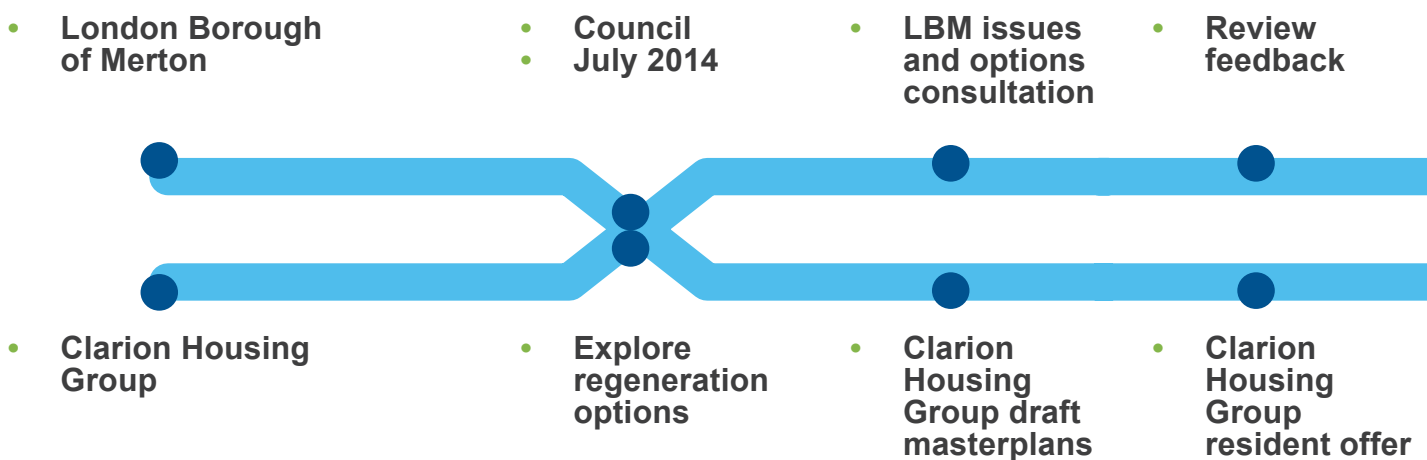 • London Borough
of Merton
• Council
• July 2014
• LBM issues
and options
consultation
• Review
feedback
• Clarion Housing
Group
• Explore
regeneration
options
• Clarion
Housing
Group draft
masterplans
• Clarion
Housing
Group
resident offer